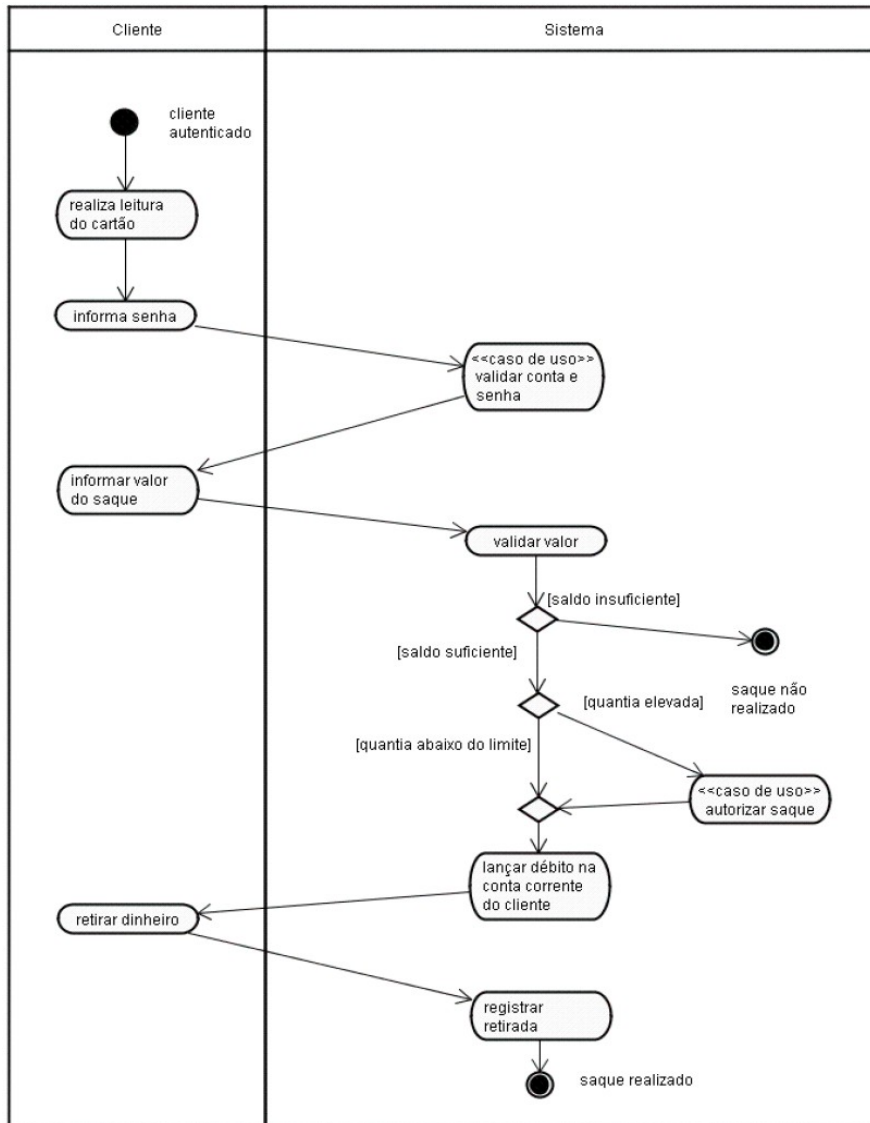 Cliente
Sistema
cliente
autenticado
realiza leitura
do cartão
informa senha
<<caso de uso>>
validar conta e
senha
informar valor
do saque
validar valor
[saldo insuficiente]
[saldo suficiente]
saque não
realizado
[quantia elevada]
[quantia abaixo do limite]
<<caso de uso>>
autorizar saque
lançar débito na
conta corrente
do cliente
retirar dinheiro
registrar
retirada
saque realizado